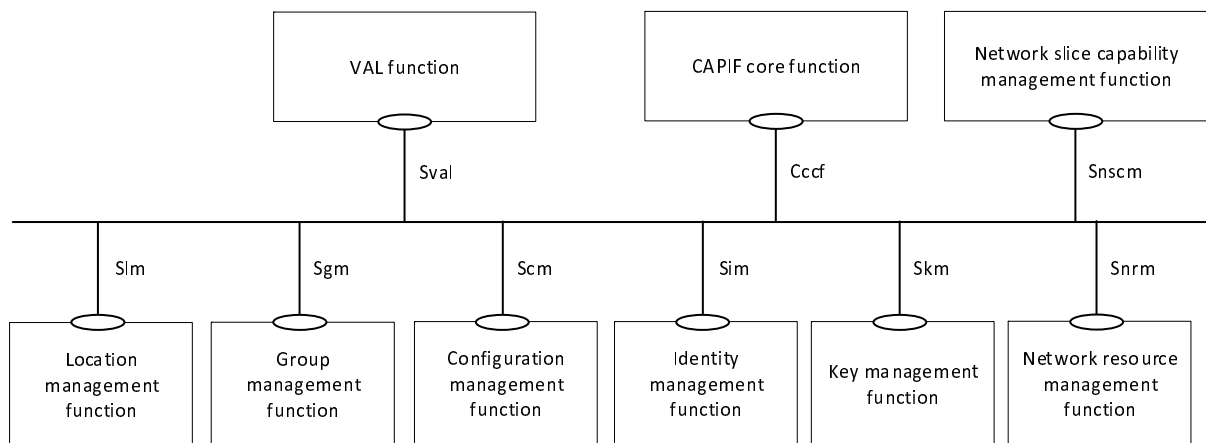 VAL function
CAPIF core function
Network slice capability
management function
Sval
Cccf
Snscm
Slm
Sgm
Scm
Sim
Skm
Snrm
Location
management
function
Group
management
function
Configuration
management
function
Identity
management
function
Key management
function
Network resource
management
function